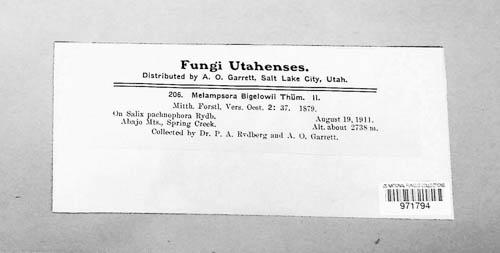 Fungi Utahenses.
Distributed by A. O. Garrett, Salt Lake City, Utah.
206. Melampsora Bigelowii Thüm. II.
Mitth. Forstl. Vers. Oest. 2: 37. 1879.
On Salix pachnophora Rydb. August 19, 1911.
Abajo Mts., Spring Creek. Alt. about 2738 m.
Collected by Dr. P. A. Rydberg and A. O. Garrett.
US NATIONAL FUNGUS COLLECTIONS
971794